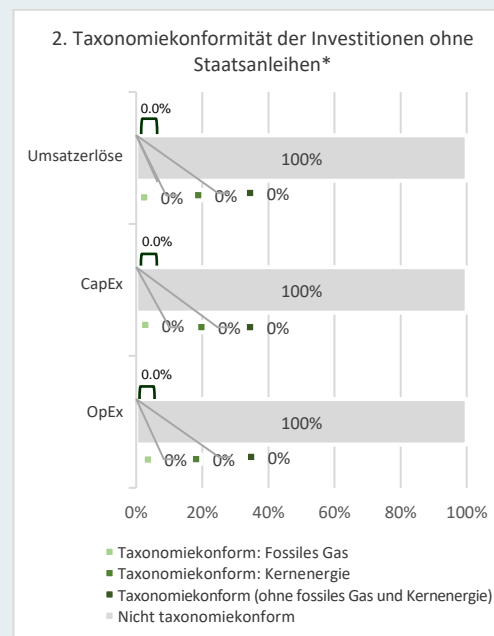 2. Taxonomiekonformität der Investitionen ohne
Staatsanleihen*
0.0%
Umsatzerlöse
100%
0% 0% 0%
0.0%
CapEx
100%
0% 0% 0%
0.0%
OpEx
100%
0% 0% 0%
0% 20% 40% 60% 80% 100%
Taxonomiekonform: Fossiles Gas
Taxonomiekonform: Kernenergie
Taxonomiekonform (ohne fossiles Gas und Kernenergie)
Nicht taxonomiekonform